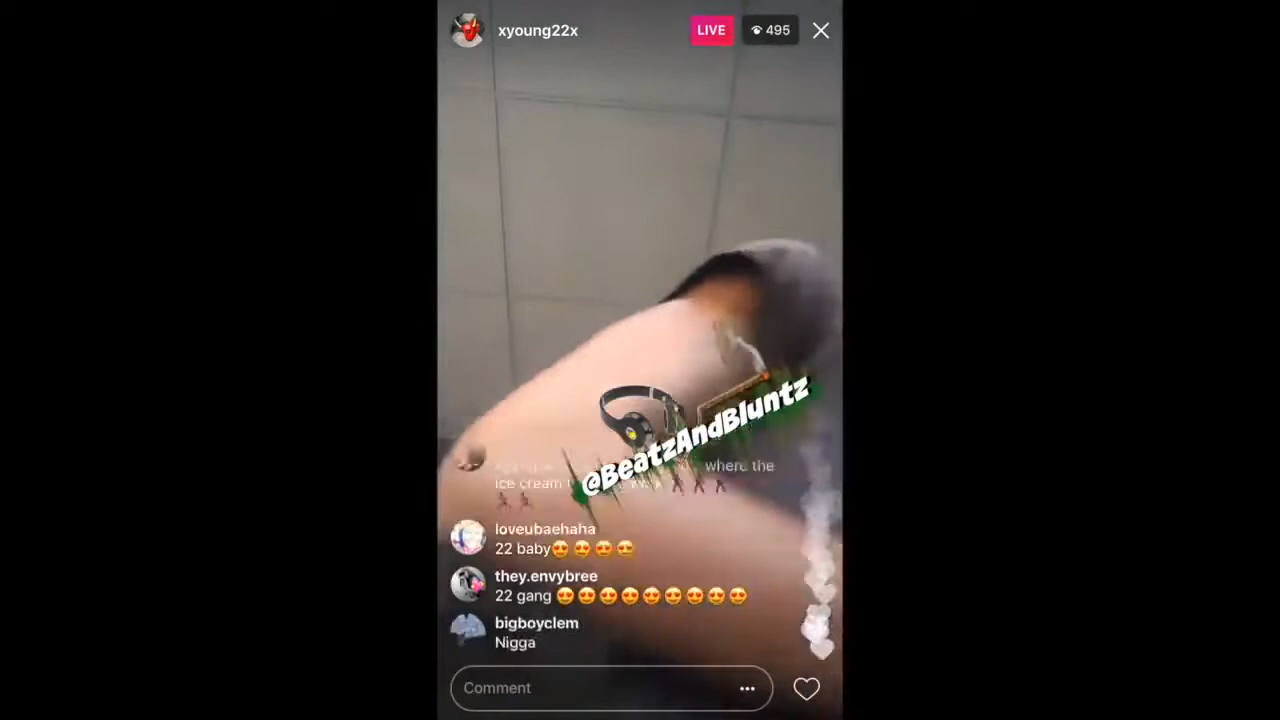 xyoung22x
LIVE
495
@BeatzAndBluntz
where the
ice cream
loveubaehaha
22 baby😍😍😍😍
they.envybree
22 gang 😍😍😍😍😍😍😍😍😍
bigboyclem
Nigga
Comment